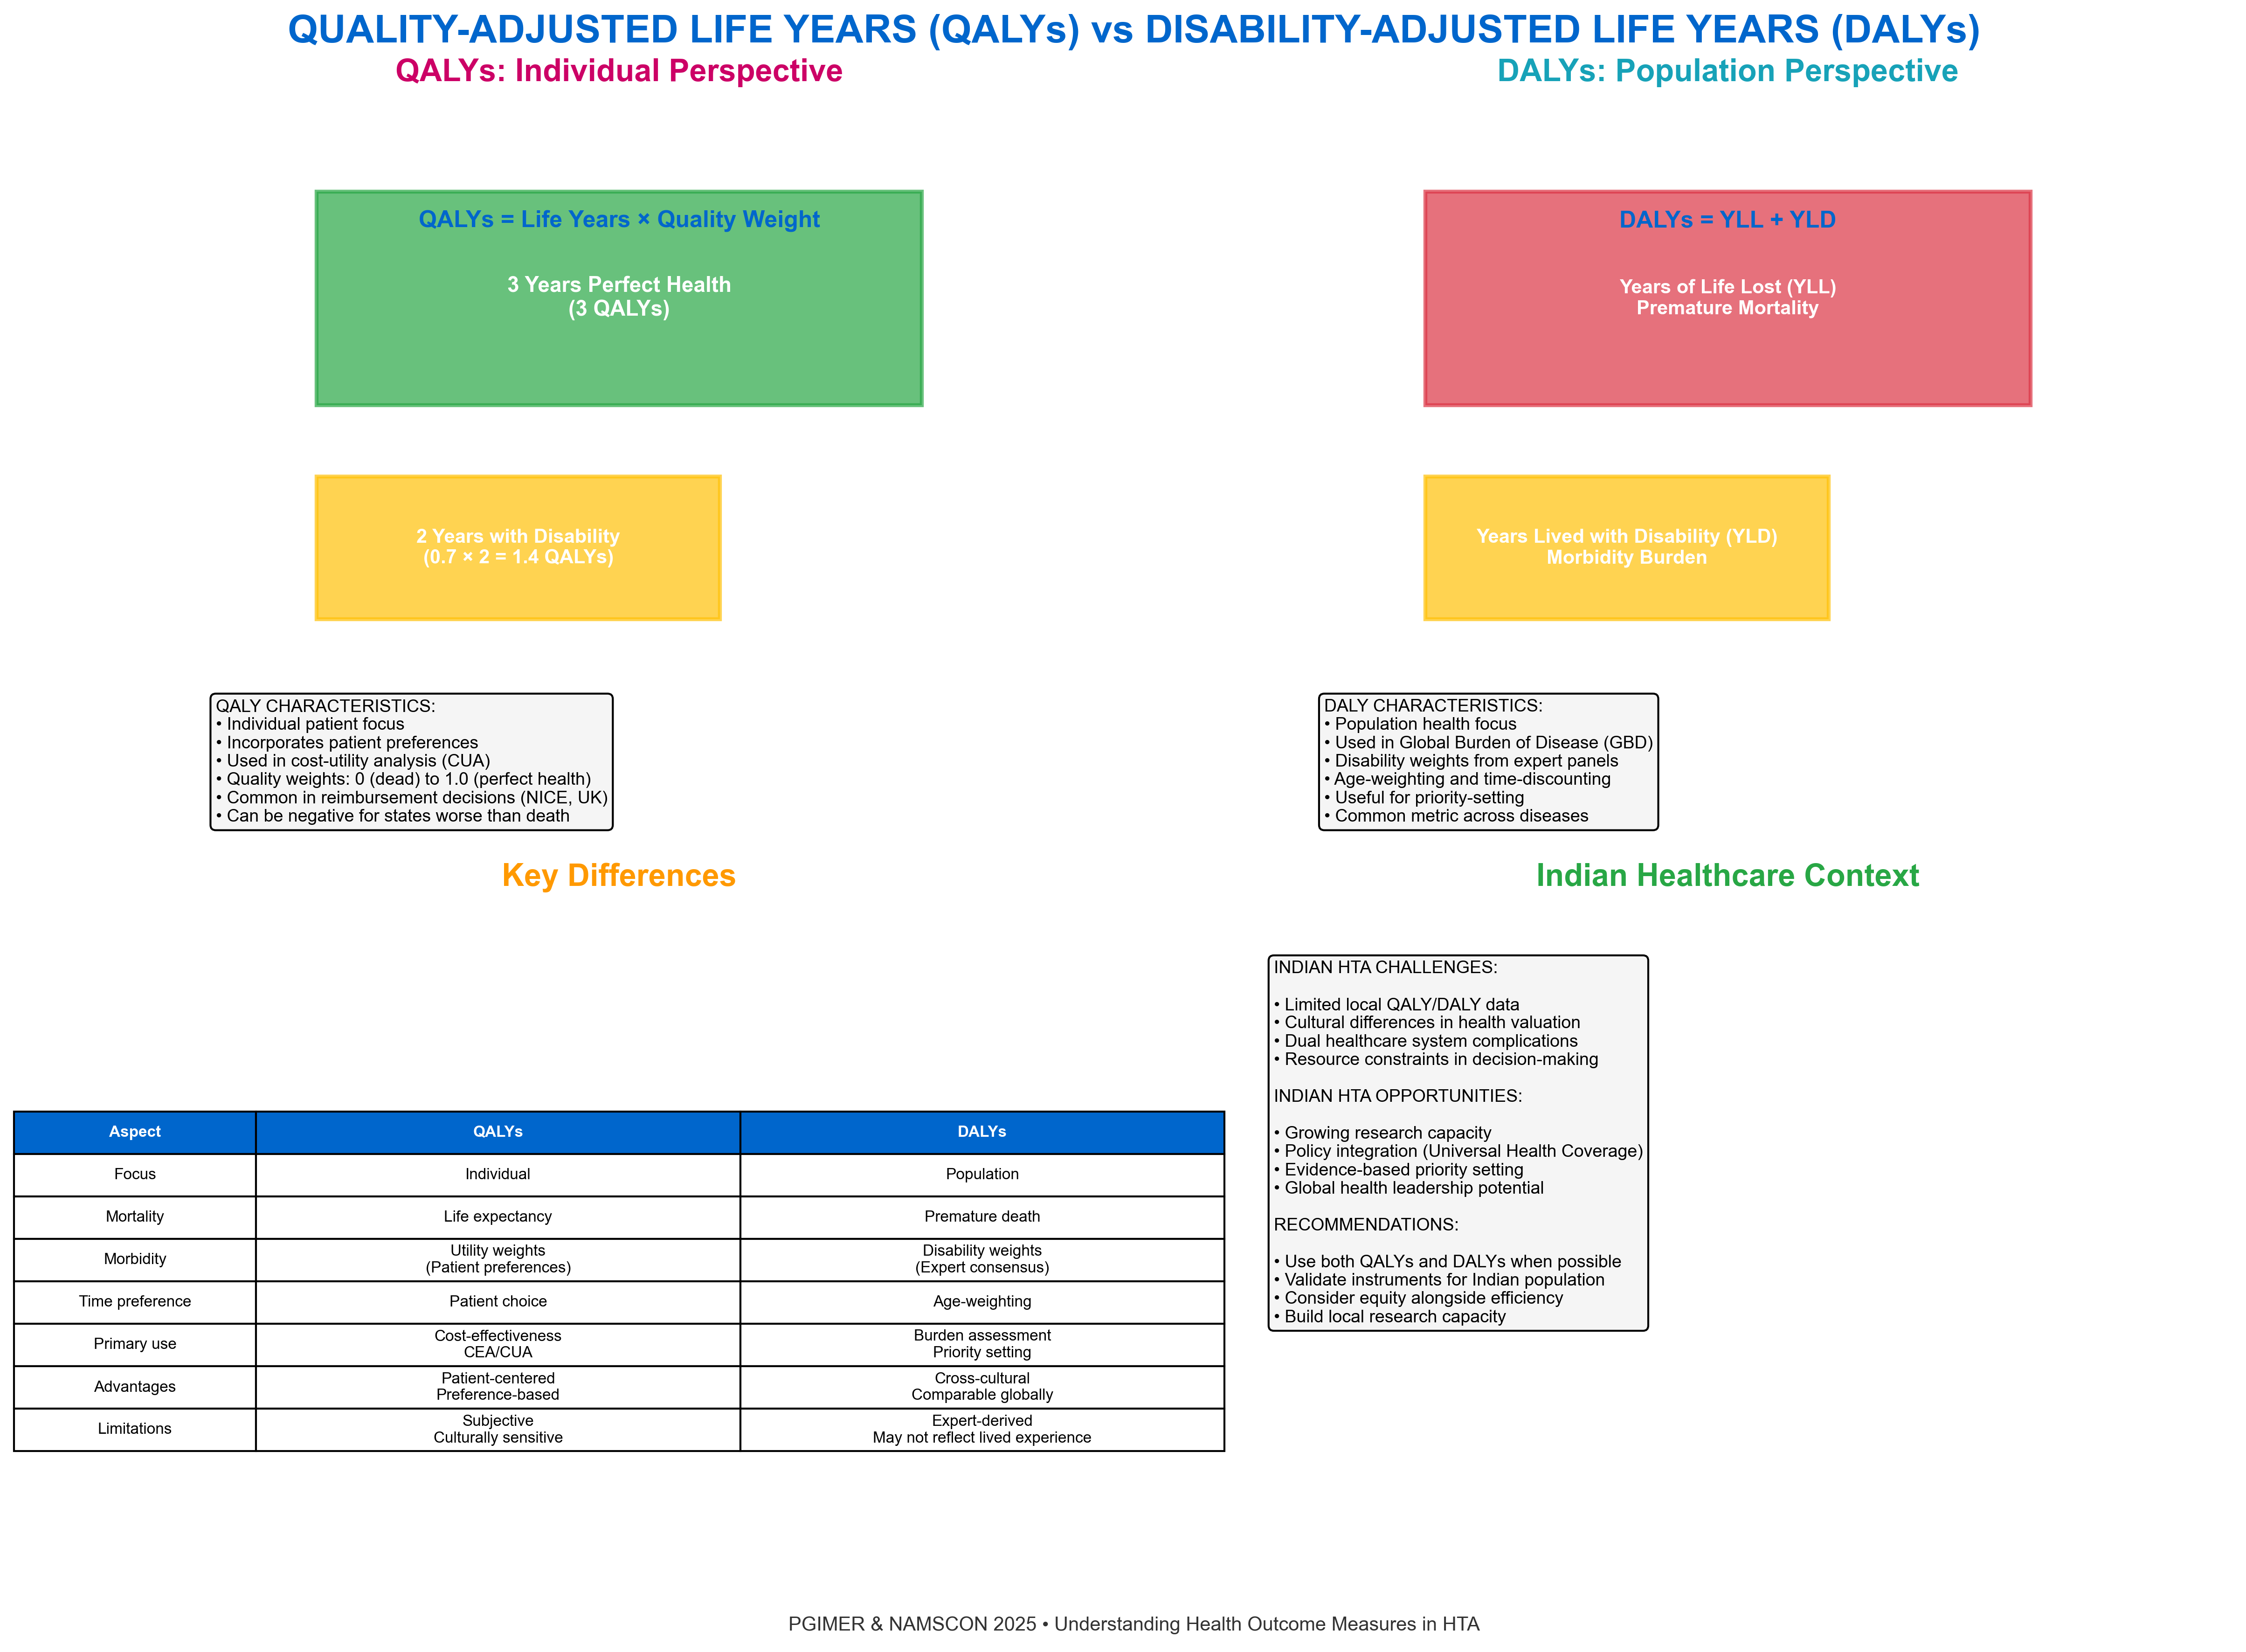 QUALITY-ADJUSTED LIFE YEARS (QALYs) vs DISABILITY-ADJUSTED LIFE YEARS (DALYs)
QALYs: Individual Perspective
QALYs = Life Years × Quality Weight
3 Years Perfect Health
(3 QALYs)
2 Years with Disability
(0.7 × 2 = 1.4 QALYs)
QALY CHARACTERISTICS:
• Individual patient focus
• Incorporates patient preferences
• Used in cost-utility analysis (CUA)
• Quality weights: 0 (dead) to 1.0 (perfect health)
• Common in reimbursement decisions (NICE, UK)
• Can be negative for states worse than death
DALYs: Population Perspective
DALYs = YLL + YLD
Years of Life Lost (YLL)
Premature Mortality
Years Lived with Disability (YLD)
Morbidity Burden
DALY CHARACTERISTICS:
• Population health focus
• Used in Global Burden of Disease (GBD)
• Disability weights from expert panels
• Age-weighting and time-discounting
• Useful for priority-setting
• Common metric across diseases
Key Differences
Aspect QALYs DALYs
Focus Individual Population
Mortality Life expectancy Premature death
Morbidity Utility weights Disability weights
(Patient preferences) (Expert consensus)
Time preference Patient choice Age-weighting
Primary use Cost-effectiveness Burden assessment
CEA/CUA Priority setting
Advantages Patient-centered Cross-cultural
Preference-based Comparable globally
Limitations Subjective Expert-derived
Culturally sensitive May not reflect lived experience
Indian Healthcare Context
INDIAN HTA CHALLENGES:
• Limited local QALY/DALY data
• Cultural differences in health valuation
• Dual healthcare system complications
• Resource constraints in decision-making
INDIAN HTA OPPORTUNITIES:
• Growing research capacity
• Policy integration (Universal Health Coverage)
• Evidence-based priority setting
• Global health leadership potential
RECOMMENDATIONS:
• Use both QALYs and DALYs when possible
• Validate instruments for Indian population
• Consider equity alongside efficiency
• Build local research capacity
PGIMER & NAMSCON 2025 • Understanding Health Outcome Measures in HTA